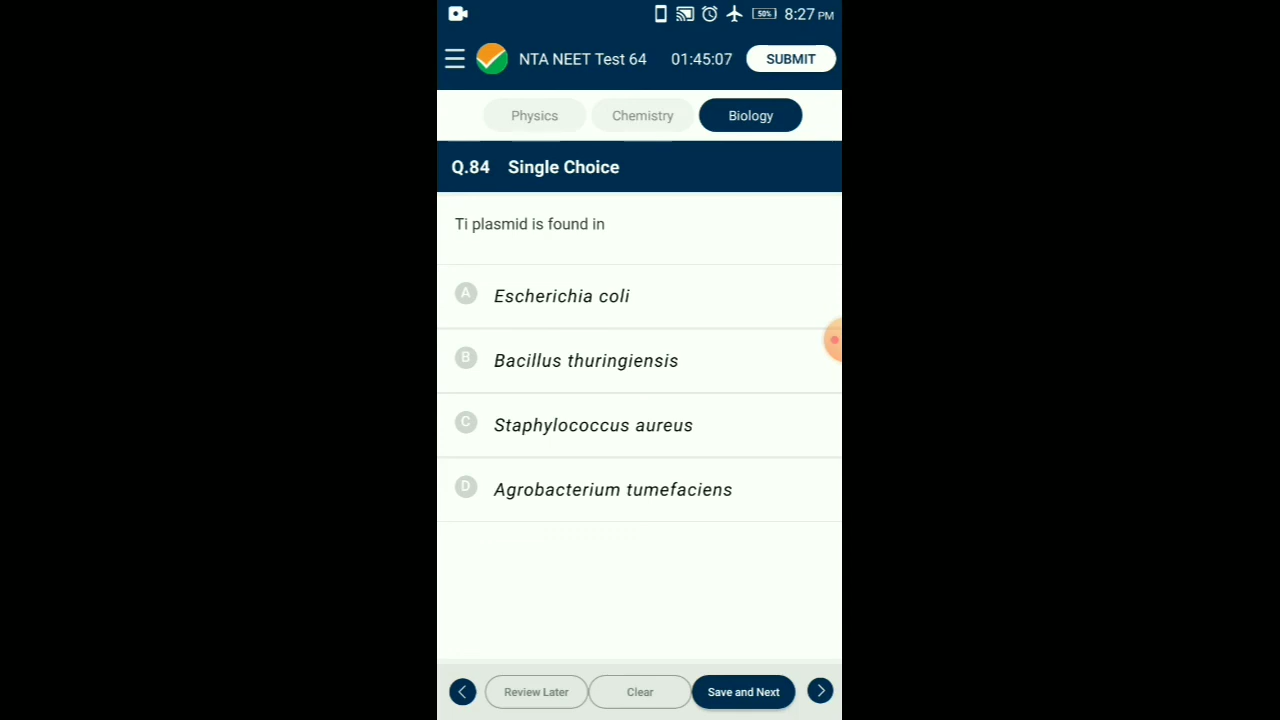 50% 8:27 PM
NTA NEET Test 64 01:45:07 SUBMIT
Physics Chemistry Biology
Q.84 Single Choice
Ti plasmid is found in
A Escherichia coli
B Bacillus thuringiensis
C Staphylococcus aureus
D Agrobacterium tumefaciens
Review Later Clear Save and Next